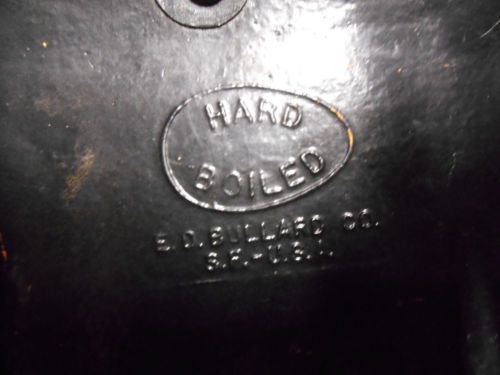 HARD
BOILED
E.D. BULLARD CO.
S.F.-U.S.A.